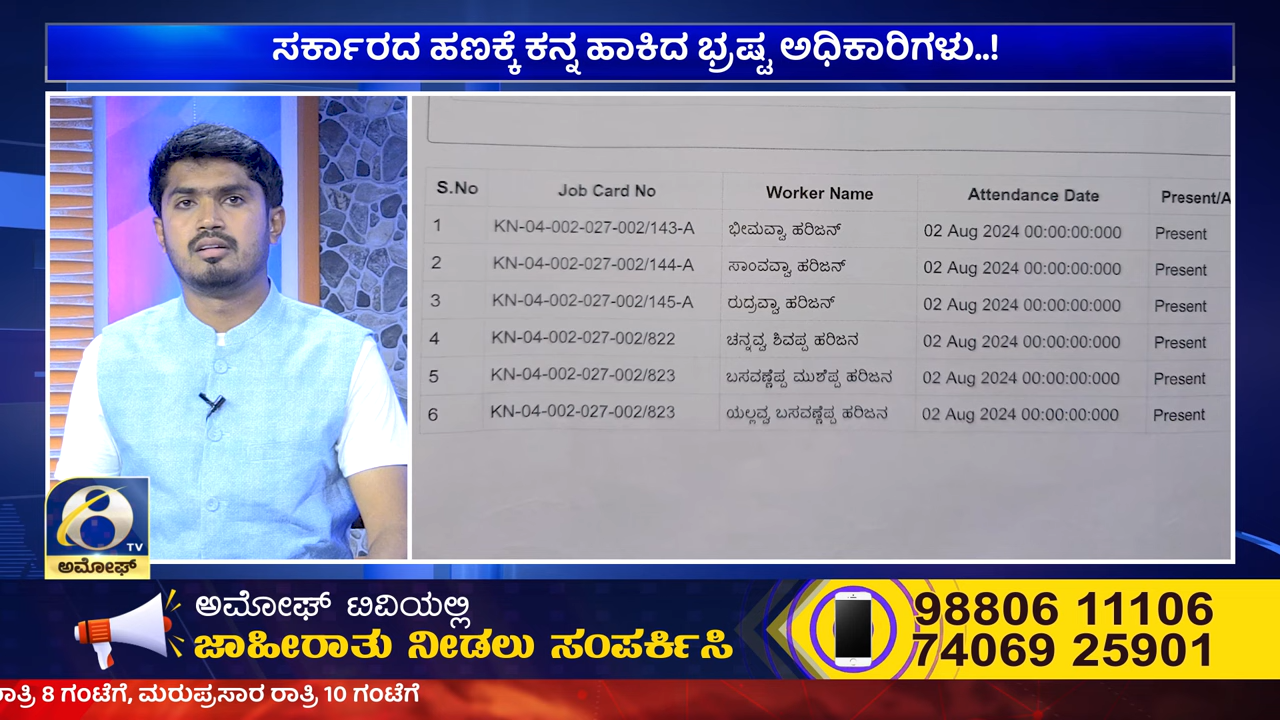 ಸರ್ಕಾರದ ಹಣಕ್ಕೆ ಕನ್ನ ಹಾಕಿದ ಭ್ರಷ್ಟ ಅಧಿಕಾರಿಗಳು..!
S.No Job Card No Worker Name Attendance Date Present/A
1 KN-04-002-027-002/143-A ಭೀಮವ್ವಾ ಹರಿಜನ್ 02 Aug 2024 00:00:00:000 Present
2 KN-04-002-027-002/144-A ಸಾಂವವ್ವಾ ಹರಿಜನ್ 02 Aug 2024 00:00:00:000 Present
3 KN-04-002-027-002/145-A ರುದ್ರವ್ವಾ ಹರಿಜನ್ 02 Aug 2024 00:00:00:000 Present
4 KN-04-002-027-002/822 ಚನ್ನವ್ವ ಶಿವಪ್ಪ ಹರಿಜನ 02 Aug 2024 00:00:00:000 Present
5 KN-04-002-027-002/823 ಬಸವಣ್ಣೆಪ್ಪ ಮುಶೆಪ್ಪ ಹರಿಜನ 02 Aug 2024 00:00:00:000 Present
6 KN-04-002-027-002/823 ಯಲ್ಲವ್ವ ಬಸವಣ್ಣೆಪ್ಪ ಹರಿಜನ 02 Aug 2024 00:00:00:000 Present
8 TV
ಅಮೋಘ್
ಅಮೋಘ್ ಟಿವಿಯಲ್ಲಿ
ಜಾಹೀರಾತು ನೀಡಲು ಸಂಪರ್ಕಿಸಿ
98806 11106
74069 25901
ರಾತ್ರಿ 8 ಗಂಟೆಗೆ, ಮರುಪ್ರಸಾರ ರಾತ್ರಿ 10 ಗಂಟೆಗೆ